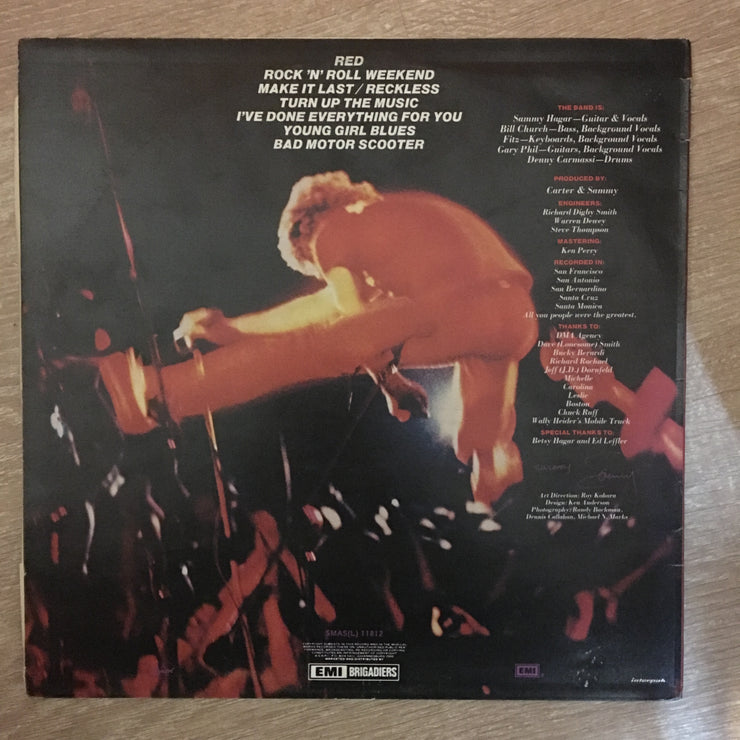 RED
ROCK 'N' ROLL WEEKEND
MAKE IT LAST/RECKLESS
TURN UP THE MUSIC
I'VE DONE EVERYTHING FOR YOU
YOUNG GIRL BLUES
BAD MOTOR SCOOTER
THE BAND IS:
Sammy Hagar—Guitar & Vocals
Bill Church—Bass, Background Vocals
Fitz—Keyboards, Background Vocals
Gary Phil—Guitars, Background Vocals
Denny Carmassi—Drums
PRODUCED BY:
Carter & Sammy
ENGINEERS:
Richard Digby Smith
Warren Dewey
Steve Thompson
MASTERING:
Ken Perry
RECORDED IN:
San Francisco
San Antonio
San Bernardino
Santa Cruz
Santa Monica
All you people were the greatest.
THANKS TO:
DMA Agency
Dave (Lonesome) Smith
Bucky Berardi
Richard Rachael
Jeff (J.D.) Dornfeld
Michelle
Carolina
Leslie
Boston
Chuck Ruff
Wally Heider's Mobile Truck
SPECIAL THANKS TO:
Betsy Hagar and Ed Leffler
Art Direction: Roy Kohara
Design: Ken Anderson
Photography: Randy Bachman,
Dennis Callahan, Michael N. Marks
SMAS(L) 11812
EMI BRIGADIERS
EMI
interpak